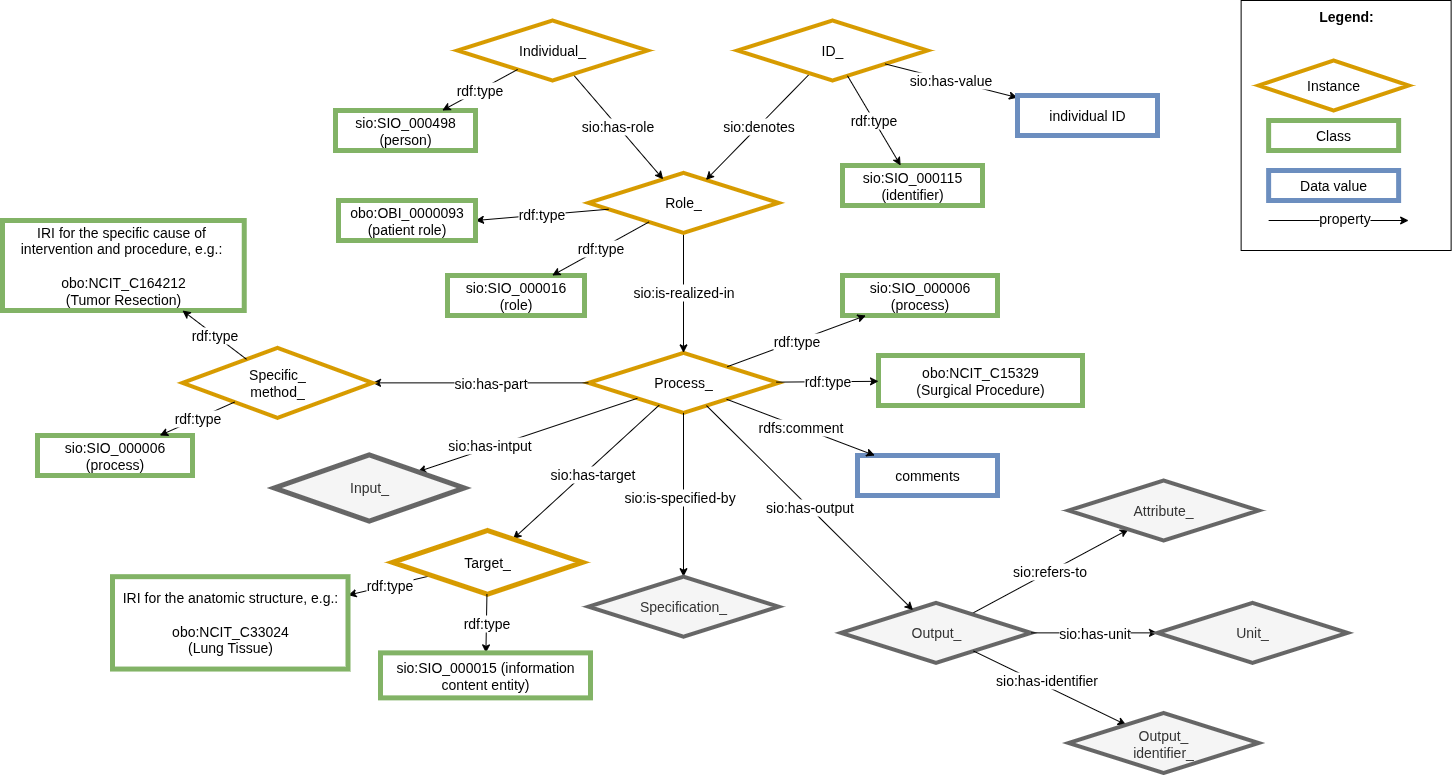 Legend:
Individual_
ID_
rdf:type
sio:has-value
Instance
individual ID
sio:SIO_000498
(person)
sio:has-role
sio:denotes
rdf:type
Class
sio:SIO_000115
(identifier)
Data value
Role_
obo:OBI_0000093
(patient role)
rdf:type
property
IRI for the specific cause of
intervention and procedure, e.g.:
obo:NCIT_C164212
(Tumor Resection)
rdf:type
sio:SIO_000016
(role)
sio:is-realized-in
sio:SIO_000006
(process)
rdf:type
rdf:type
Specific_
method_
sio:has-part
Process_
rdf:type
obo:NCIT_C15329
(Surgical Procedure)
rdf:type
sio:SIO_000006
(process)
sio:has-intput
rdfs:comment
comments
Input_
sio:has-target
sio:is-specified-by
sio:has-output
Attribute_
Target_
rdf:type
sio:refers-to
IRI for the anatomic structure, e.g.:
obo:NCIT_C33024
(Lung Tissue)
rdf:type
Specification_
Output_
sio:has-unit
Unit_
sio:SIO_000015 (information
content entity)
sio:has-identifier
Output_
identifier_